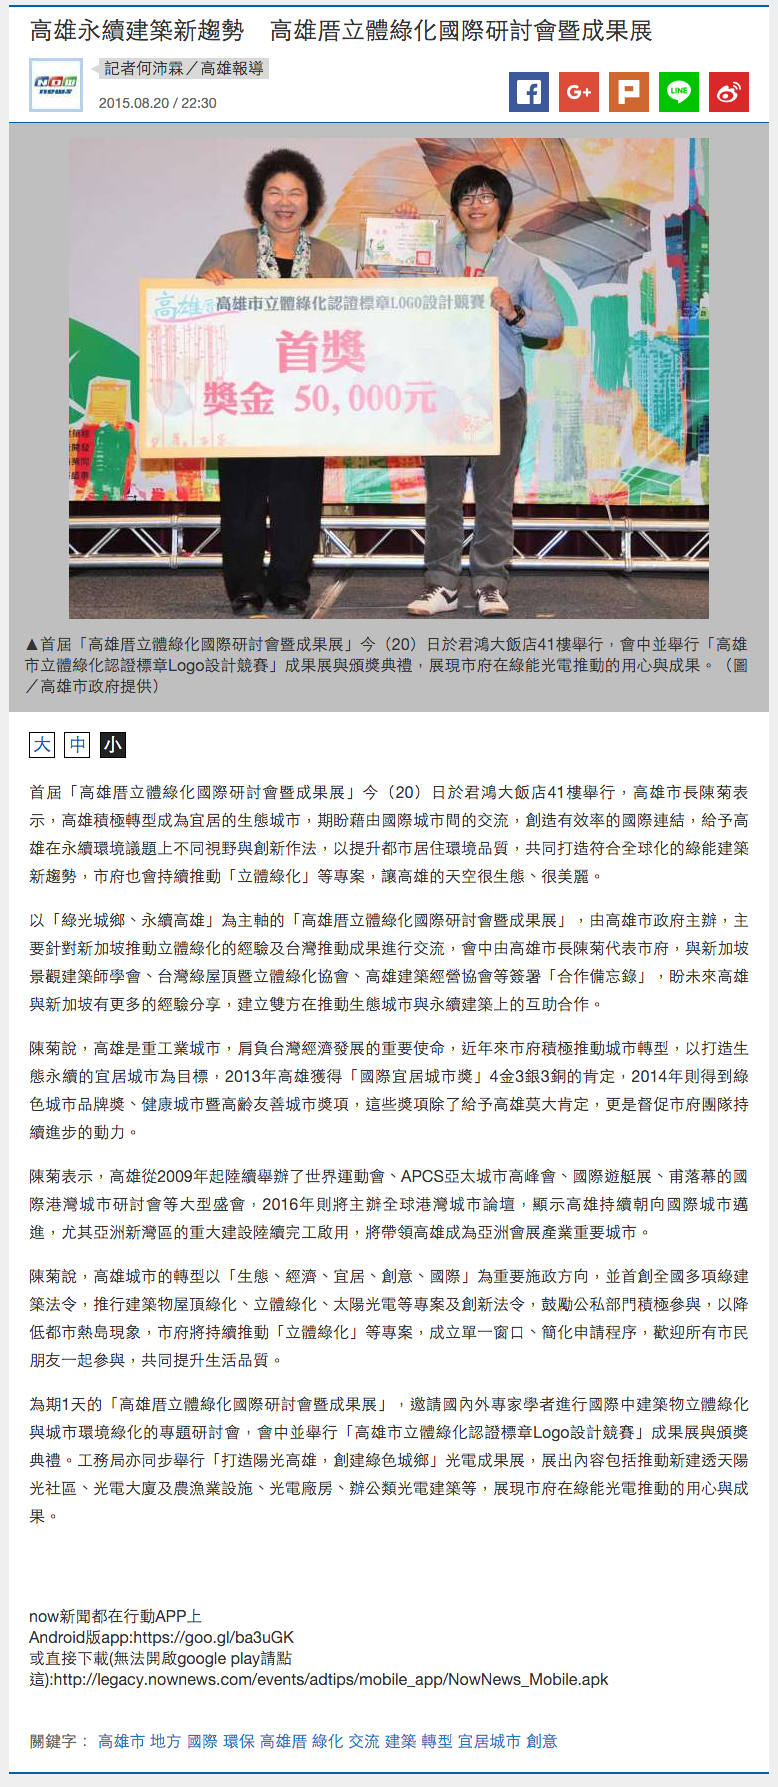 高雄永續建築新趨勢　高雄厝立體綠化國際研討會暨成果展
NOW
news
記者何沛霖／高雄報導
2015.08.20 / 22:30
G+
LINE
高雄厝高雄市立體綠化認證標章LOGO設計競賽
首獎
獎金 50,000元
▲首屆「高雄厝立體綠化國際研討會暨成果展」今（20）日於君鴻大飯店41樓舉行，會中並舉行「高雄
市立體綠化認證標章Logo設計競賽」成果展與頒獎典禮，展現市府在綠能光電推動的用心與成果。（圖
／高雄市政府提供）
大 中 小
首屆「高雄厝立體綠化國際研討會暨成果展」今（20）日於君鴻大飯店41樓舉行，高雄市長陳菊表
示，高雄積極轉型成為宜居的生態城市，期盼藉由國際城市間的交流，創造有效率的國際連結，給予高
雄在永續環境議題上不同視野與創新作法，以提升都市居住環境品質，共同打造符合全球化的綠能建築
新趨勢，市府也會持續推動「立體綠化」等專案，讓高雄的天空很生態、很美麗。
以「綠光城鄉、永續高雄」為主軸的「高雄厝立體綠化國際研討會暨成果展」，由高雄市政府主辦，主
要針對新加坡推動立體綠化的經驗及台灣推動成果進行交流，會中由高雄市長陳菊代表市府，與新加坡
景觀建築師學會、台灣綠屋頂暨立體綠化協會、高雄建築經營協會等簽署「合作備忘錄」，盼未來高雄
與新加坡有更多的經驗分享，建立雙方在推動生態城市與永續建築上的互助合作。
陳菊說，高雄是重工業城市，肩負台灣經濟發展的重要使命，近年來市府積極推動城市轉型，以打造生
態永續的宜居城市為目標，2013年高雄獲得「國際宜居城市獎」4金3銀3銅的肯定，2014年則得到綠
色城市品牌獎、健康城市暨高齡友善城市獎項，這些獎項除了給予高雄莫大肯定，更是督促市府團隊持
續進步的動力。
陳菊表示，高雄從2009年起陸續舉辦了世界運動會、APCS亞太城市高峰會、國際遊艇展、甫落幕的國
際港灣城市研討會等大型盛會，2016年則將主辦全球港灣城市論壇，顯示高雄持續朝向國際城市邁
進，尤其亞洲新灣區的重大建設陸續完工啟用，將帶領高雄成為亞洲會展產業重要城市。
陳菊說，高雄城市的轉型以「生態、經濟、宜居、創意、國際」為重要施政方向，並首創全國多項綠建
築法令，推行建築物屋頂綠化、立體綠化、太陽光電等專案及創新法令，鼓勵公私部門積極參與，以降
低都市熱島現象，市府將持續推動「立體綠化」等專案，成立單一窗口、簡化申請程序，歡迎所有市民
朋友一起參與，共同提升生活品質。
為期1天的「高雄厝立體綠化國際研討會暨成果展」，邀請國內外專家學者進行國際中建築物立體綠化
與城市環境綠化的專題研討會，會中並舉行「高雄市立體綠化認證標章Logo設計競賽」成果展與頒獎
典禮。工務局亦同步舉行「打造陽光高雄，創建綠色城鄉」光電成果展，展出內容包括推動新建透天陽
光社區、光電大廈及農漁業設施、光電廠房、辦公類光電建築等，展現市府在綠能光電推動的用心與成
果。
now新聞都在行動APP上
Android版app:https://goo.gl/ba3uGK
或直接下載(無法開啟google play請點
這):http://legacy.nownews.com/events/adtips/mobile_app/NowNews_Mobile.apk
關鍵字： 高雄市 地方 國際 環保 高雄厝 綠化 交流 建築 轉型 宜居城市 創意